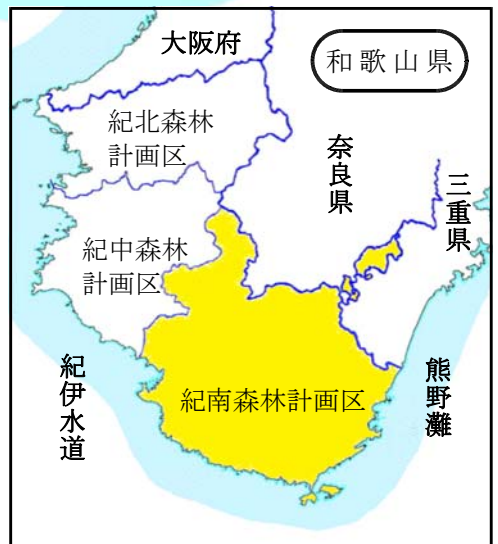 大阪府
和歌山県
紀北森林
計画区
奈良県
三重県
紀中森林
計画区
紀伊水道
紀南森林計画区
熊野灘